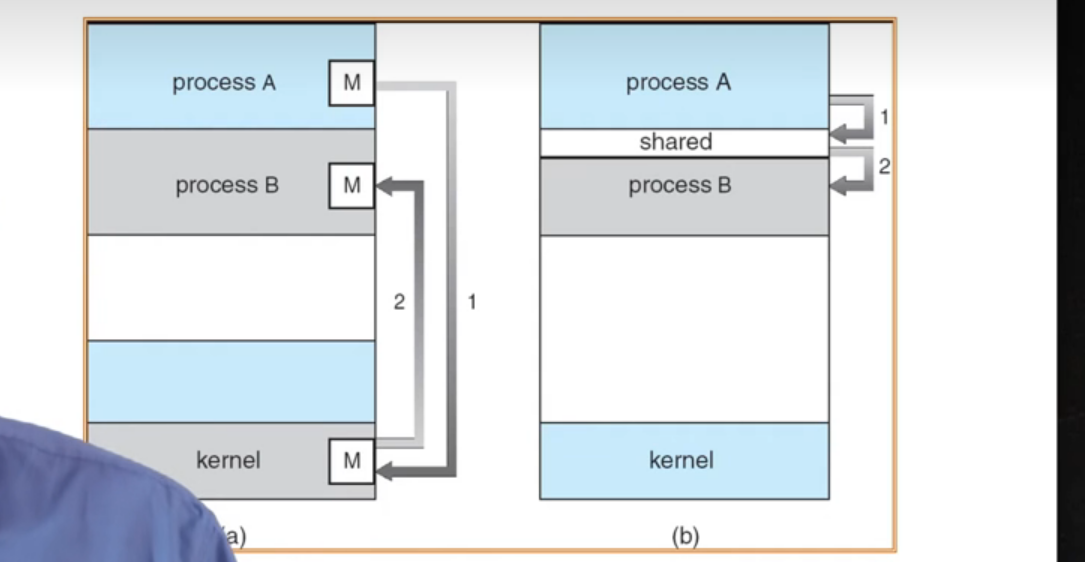 process A
M
process B
M
2
1
kernel
M
a)
process A
1
shared
2
process B
kernel
(b)